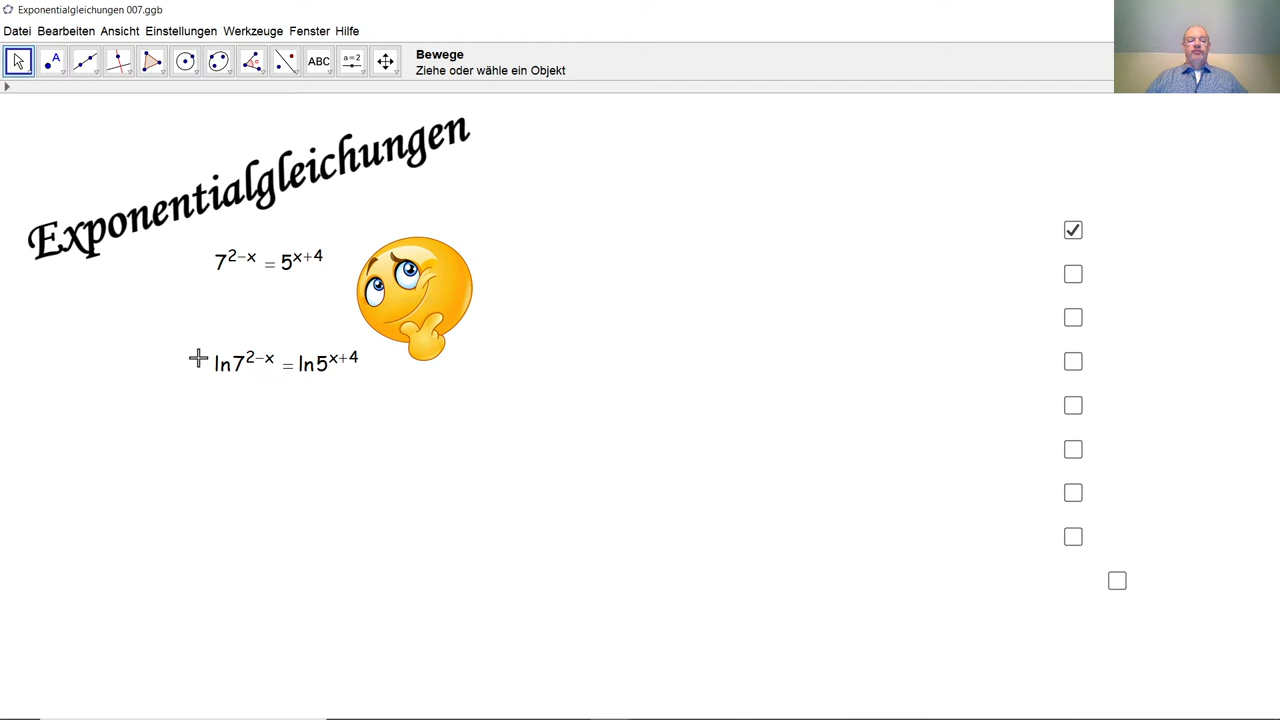 Exponentialgleichungen 007.ggb
Datei Bearbeiten Ansicht Einstellungen Werkzeuge Fenster Hilfe
ABC
a=2
A
Bewege
Ziehe oder wähle ein Objekt
Exponentialgleichungen
7^{2−x} = 5^{x+4}
ln7^{2−x} = ln5^{x+4}